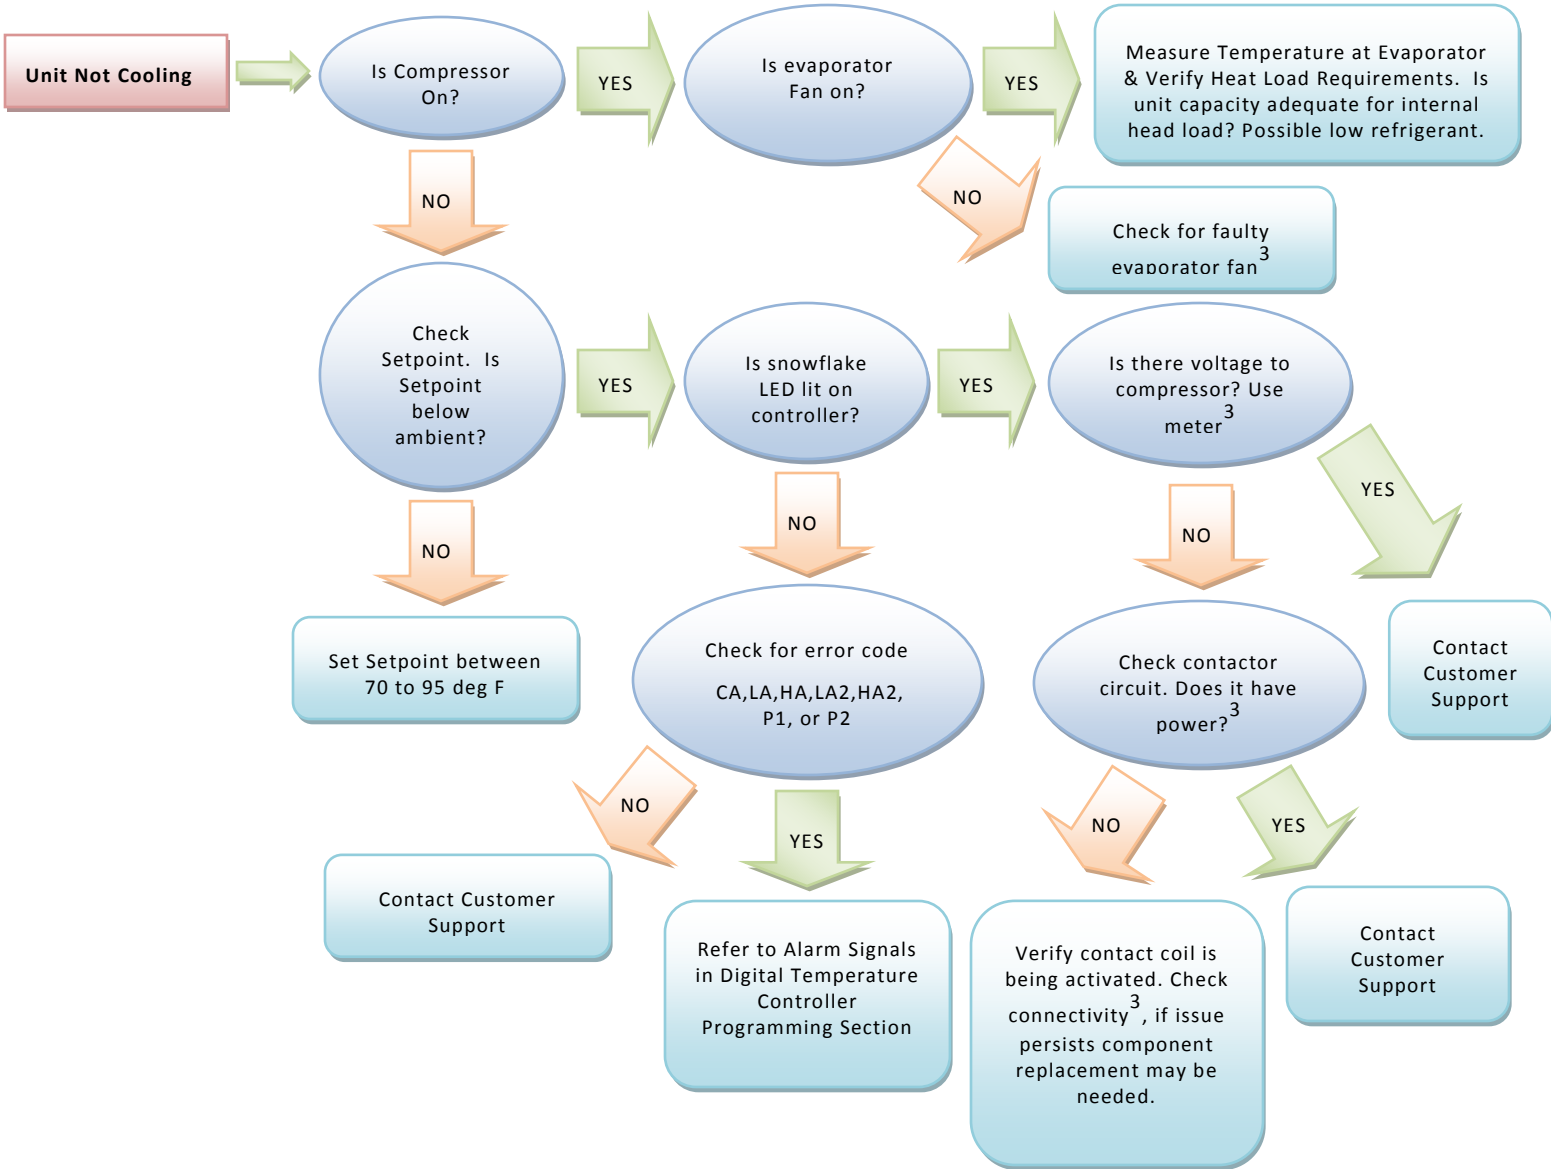 Unit Not Cooling
Is Compressor
On?
YES
Is evaporator
Fan on?
YES
Measure Temperature at Evaporator
& Verify Heat Load Requirements. Is
unit capacity adequate for internal
head load? Possible low refrigerant.
NO
NO
Check for faulty
evaporator fan3
Check
Setpoint. Is
Setpoint
below
ambient?
YES
Is snowflake
LED lit on
controller?
YES
Is there voltage to
compressor? Use
meter3
YES
NO
NO
NO
Set Setpoint between
70 to 95 deg F
Check for error code
CA,LA,HA,LA2,HA2,
P1, or P2
Check contactor
circuit. Does it have
power?3
Contact
Customer
Support
NO
YES
NO
YES
Contact Customer
Support
Refer to Alarm Signals
in Digital Temperature
Controller
Programming Section
Verify contact coil is
being activated. Check
connectivity3, if issue
persists component
replacement may be
needed.
Contact
Customer
Support